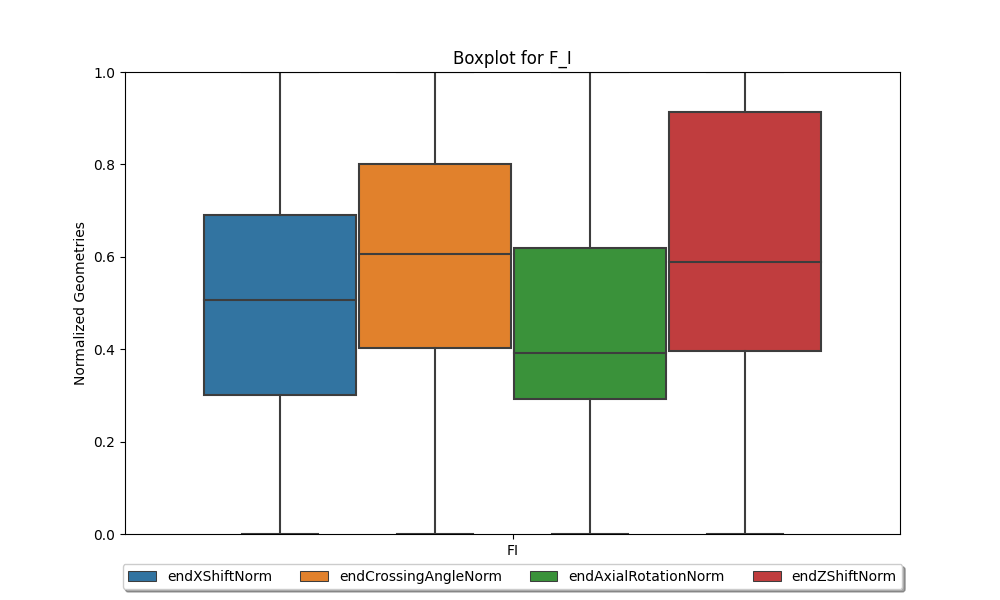 Boxplot for F_I
1.0
0.8
0.6
0.4
0.2
0.0
Normalized Geometries
FI
endXShiftNorm endCrossingAngleNorm endAxialRotationNorm endZShiftNorm